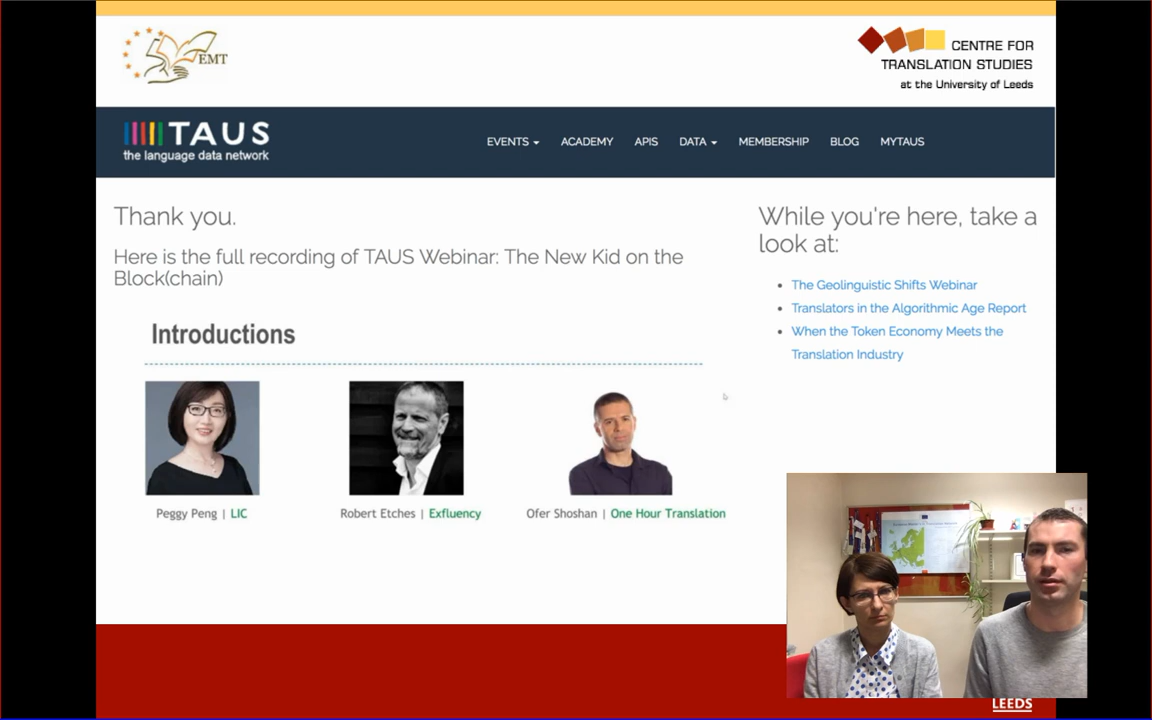 EMT
CENTRE FOR
TRANSLATION STUDIES
at the University of Leeds
TAUS
the language data network
EVENTS
ACADEMY
APIS
DATA
MEMBERSHIP
BLOG
MYTAUS
Thank you.
Here is the full recording of TAUS Webinar: The New Kid on the
Block(chain)
Introductions
Peggy Peng | LIC
Robert Etches | Exfluency
Ofer Shoshan | One Hour Translation
While you're here, take a
look at:
• The Geolinguistic Shifts Webinar
• Translators in the Algorithmic Age Report
• When the Token Economy Meets the
Translation Industry
LEEDS